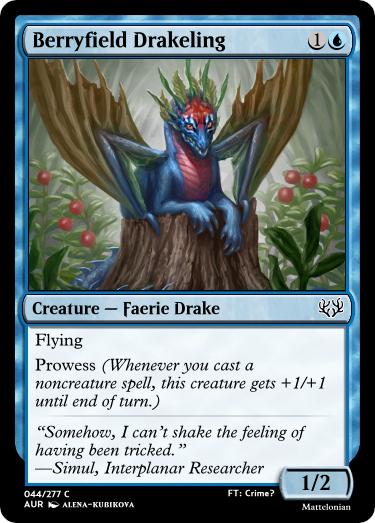 Berryfield Drakeling 1
Creature — Faerie Drake
Flying
Prowess (Whenever you cast a
noncreature spell, this creature gets +1/+1
until end of turn.)
“Somehow, I can’t shake the feeling of
having been tricked.”
—Simul, Interplanar Researcher
1/2
044/277 C
FT: Crime?
AUR ALENA-KUBIKOVA
Mattelonian